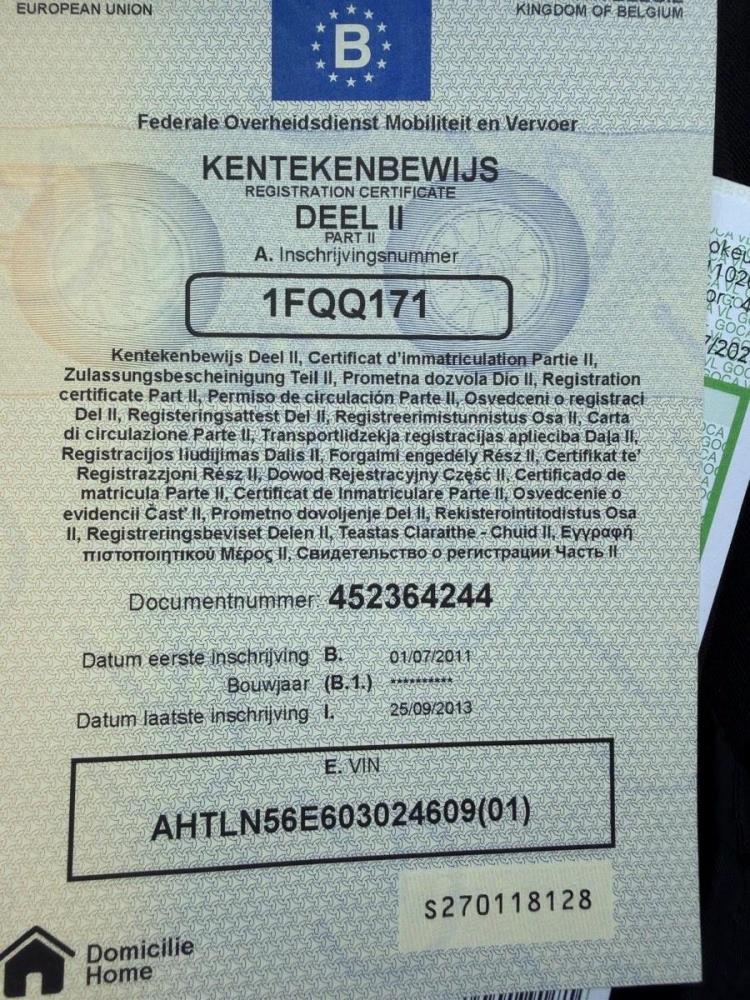 EUROPEAN UNION
KINGDOM OF BELGIUM
B
Federale Overheidsdienst Mobiliteit en Vervoer
KENTEKENBEWIJS
REGISTRATION CERTIFICATE
DEEL II
PART II
A. Inschrijvingsnummer
1FQQ171
Kentekenbewijs Deel II, Certificat d'immatriculation Partie II,
Zulassungsbescheinigung Teil II, Prometna dozvola Dio II, Registration
certificate Part II, Permiso de circulación Parte II, Osvedceni o registraci
Del II, Registeringsattest Del II, Registreerimistunnistus Osa II, Carta
di circulazione Parte II, Transportlidzekja registracijas aplieciba Daļa II,
Registracijos liudijimas Dalis II, Forgalmi engedély Rész II, Certifikat te'
Registrazzjoni Rész II, Dowod Rejestracyjny Część II, Certificado de
matricula Parte II, Certificat de Inmatriculare Parte II, Osvedcenie o
evidencii Čast' II, Prometno dovoljenje Del II, Rekisterointitodistus Osa
II, Registreringsbeviset Delen II, Teastas Claraithe - Chuid II, Εγγραφή
πιστοποιητικού Μέρος II, Свидетельство о регистрации Часть II
Documentnummer: 452364244
Datum eerste inschrijving B. 01/07/2011
Bouwjaar (B.1.) **********
Datum laatste inschrijving I. 25/09/2013
E. VIN
AHTLN56E603024609(01)
S270118128
Domicilie
Home